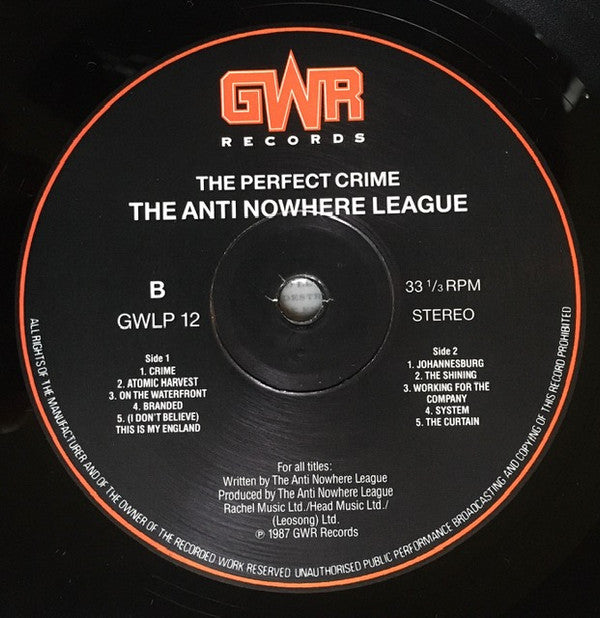 GWR
RECORDS
THE PERFECT CRIME
THE ANTI NOWHERE LEAGUE
B
GWLP 12
33 1/3 RPM
STEREO
Side 1
1. CRIME
2. ATOMIC HARVEST
3. ON THE WATERFRONT
4. BRANDED
5. (I DON'T BELIEVE)
THIS IS MY ENGLAND
Side 2
1. JOHANNESBURG
2. THE SHINING
3. WORKING FOR THE
COMPANY
4. SYSTEM
5. THE CURTAIN
For all titles:
Written by The Anti Nowhere League
Produced by The Anti Nowhere League
Rachel Music Ltd./Head Music Ltd./
(Leosong) Ltd.
℗ 1987 GWR Records
ALL RIGHTS OF THE MANUFACTURER AND OF THE OWNER OF THE RECORDED WORK RESERVED UNAUTHORISED PUBLIC PERFORMANCE BROADCASTING AND COPYING OF THIS RECORD PROHIBITED